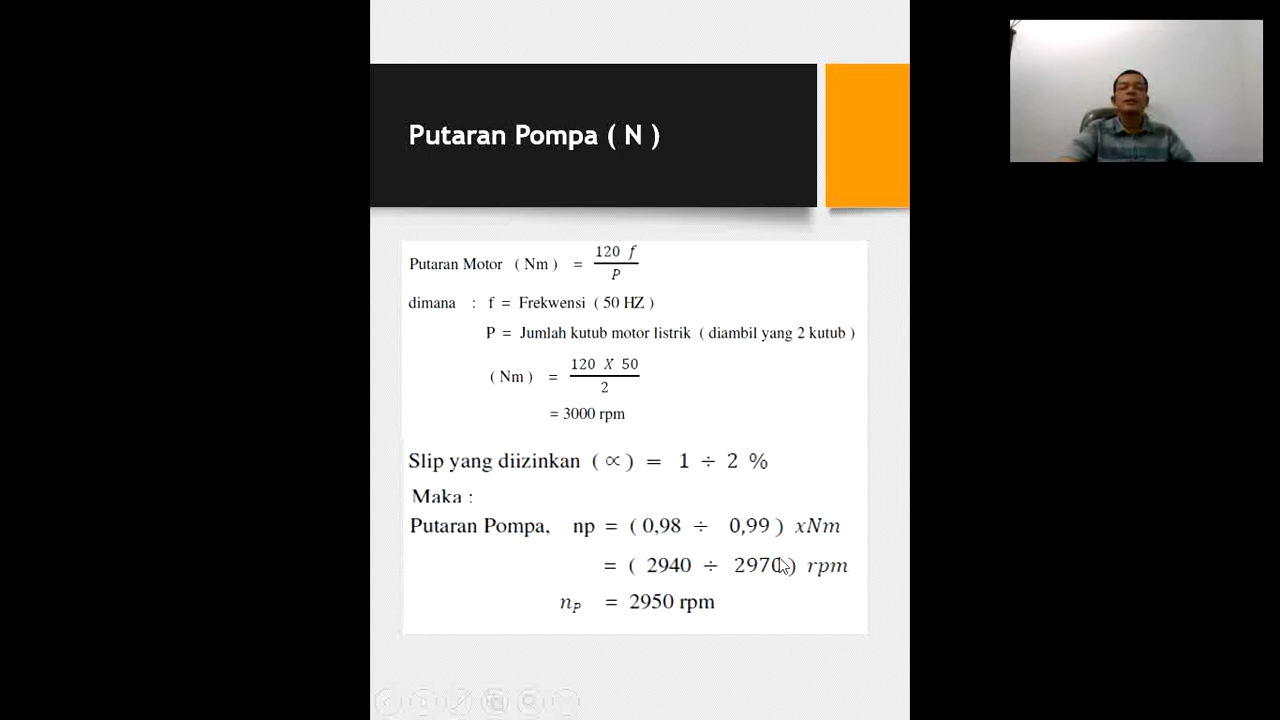 Putaran Pompa ( N )
Putaran Motor ( Nm ) = 120 f / P
dimana : f = Frekwensi ( 50 HZ )
P = Jumlah kutub motor listrik ( diambil yang 2 kutub )
( Nm ) = 120 X 50 / 2
= 3000 rpm
Slip yang diizinkan ( ∝ ) = 1 ÷ 2 %
Maka :
Putaran Pompa, np = ( 0,98 ÷ 0,99 ) xNm
= ( 2940 ÷ 2970 ) rpm
nP = 2950 rpm